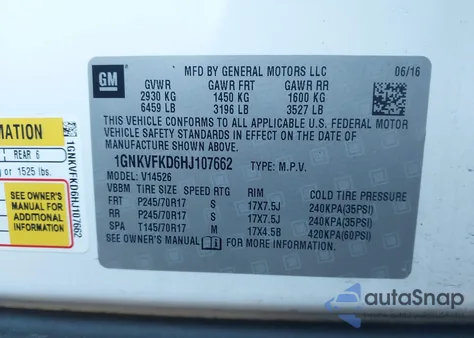 GM
MFD BY GENERAL MOTORS LLC 06/16
GVWR GAWR FRT GAWR RR
2930 KG 1450 KG 1600 KG
6459 LB 3196 LB 3527 LB
THIS VEHICLE CONFORMS TO ALL APPLICABLE U.S. FEDERAL MOTOR
VEHICLE SAFETY STANDARDS IN EFFECT ON THE DATE OF
MANUFACTURE SHOWN ABOVE.
1GNKVFKD6HJ107662 TYPE: M.P.V.
MODEL: V14526
VBBM TIRE SIZE SPEED RTG RIM COLD TIRE PRESSURE
FRT P245/70R17 S 17X7.5J 240KPA(35PSI)
RR P245/70R17 S 17X7.5J 240KPA(35PSI)
SPA T145/70R17 M 17X4.5B 420KPA(60PSI)
SEE OWNER'S MANUAL FOR MORE INFORMATION.
MATION
REAR 6
or 1525 lbs.
SEE OWNER'S
MANUAL FOR
ADDITIONAL
INFORMATION
1GNKVFKD6HJ107662
autoSnap